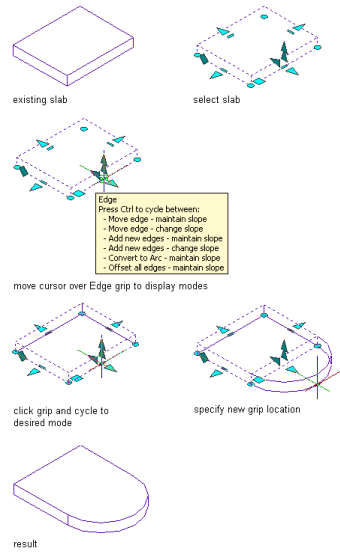 existing slab
select slab
Edge
Press Ctrl to cycle between:
- Move edge - maintain slope
- Move edge - change slope
- Add new edges - maintain slope
- Add new edges - change slope
- Convert to Arc - maintain slope
- Offset all edges - maintain slope
move cursor over Edge grip to display modes
click grip and cycle to
desired mode
specify new grip location
result